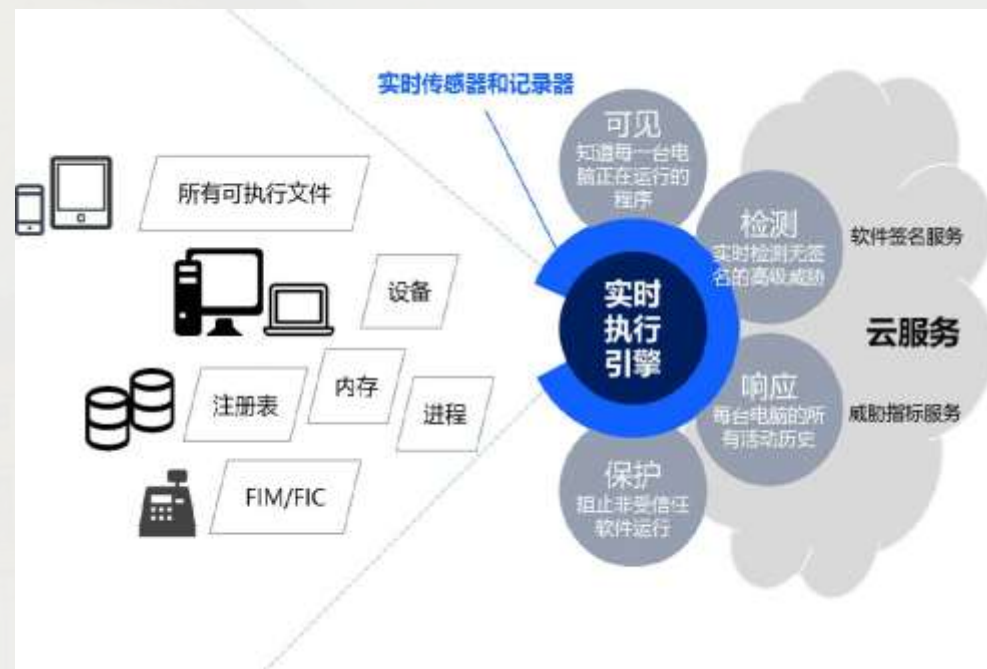 实时传感器和记录器
所有可执行文件
设备
注册表
内存
进程
FIM/FIC
实时
执行
引擎
可见
知道每一台电
脑正在运行的
程序
检测
实时检测无签
名的高级威胁
响应
每台电脑的所
有活动历史
保护
阻止非受信任
软件运行
软件签名服务
云服务
威胁指标服务